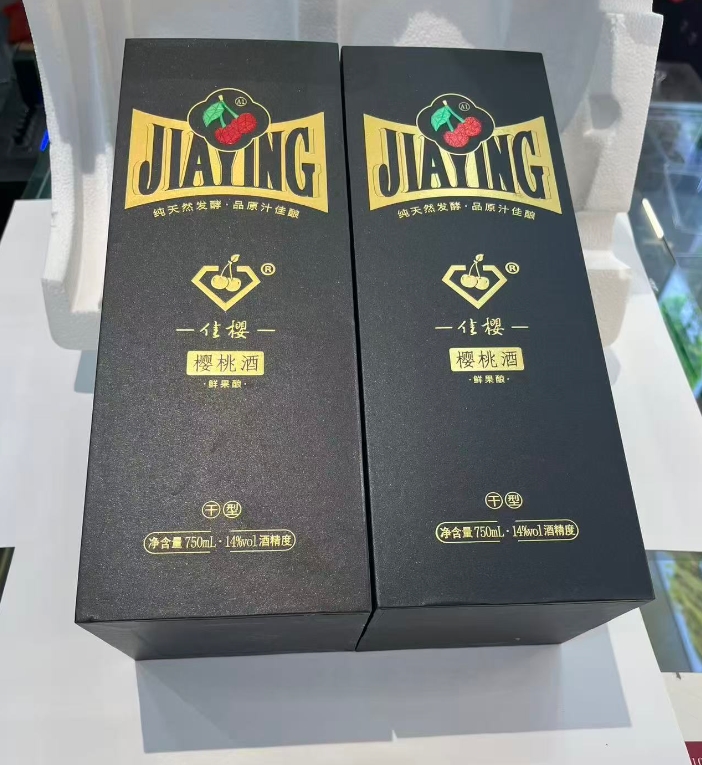 JIAYING
纯天然发酵·品原汁佳酿
®
佳樱
樱桃酒
·鲜果酿·
干型
净含量750mL·14%vol酒精度
JIAYING
纯天然发酵·品原汁佳酿
®
佳樱
樱桃酒
·鲜果酿·
干型
净含量750mL·14%vol酒精度